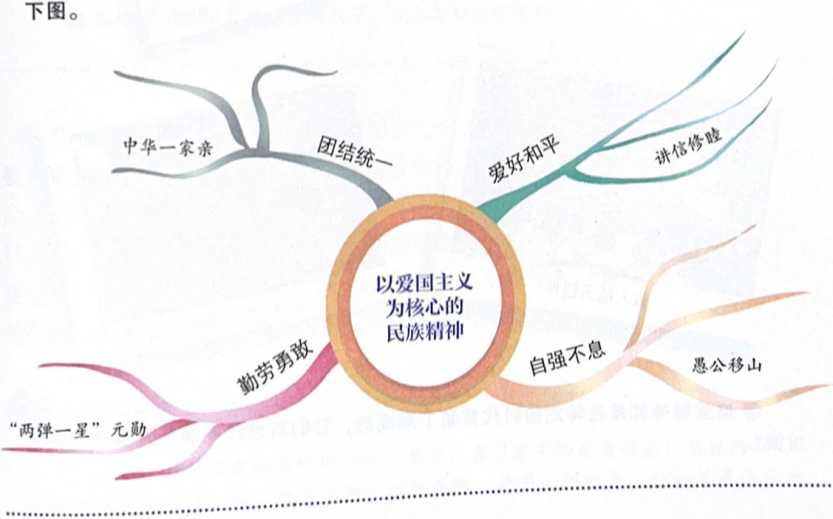 下图。
中华一家亲
团结统一
爱好和平
讲信修睦
以爱国主义
为核心的
民族精神
勤劳勇敢
自强不息
愚公移山
“两弹一星”元勋